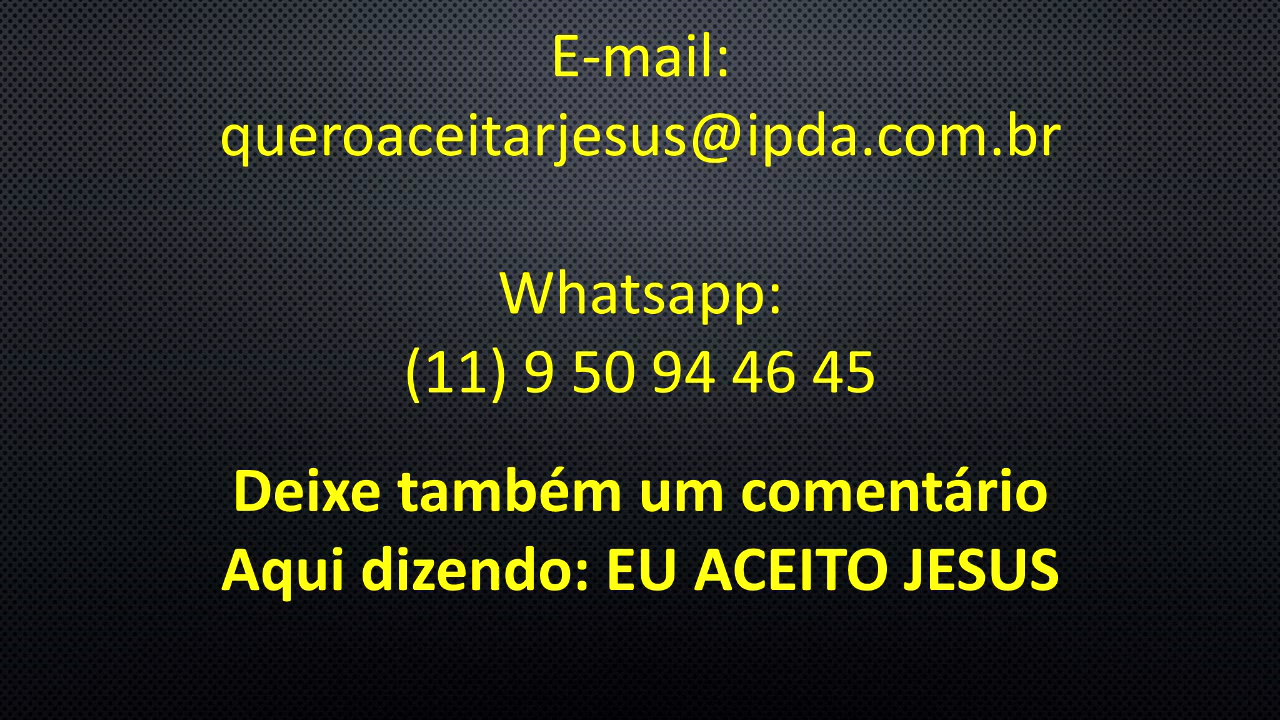 E-mail:
queroaceitarjesus@ipda.com.br
Whatsapp:
(11) 9 50 94 46 45
Deixe também um comentário
Aqui dizendo: EU ACEITO JESUS